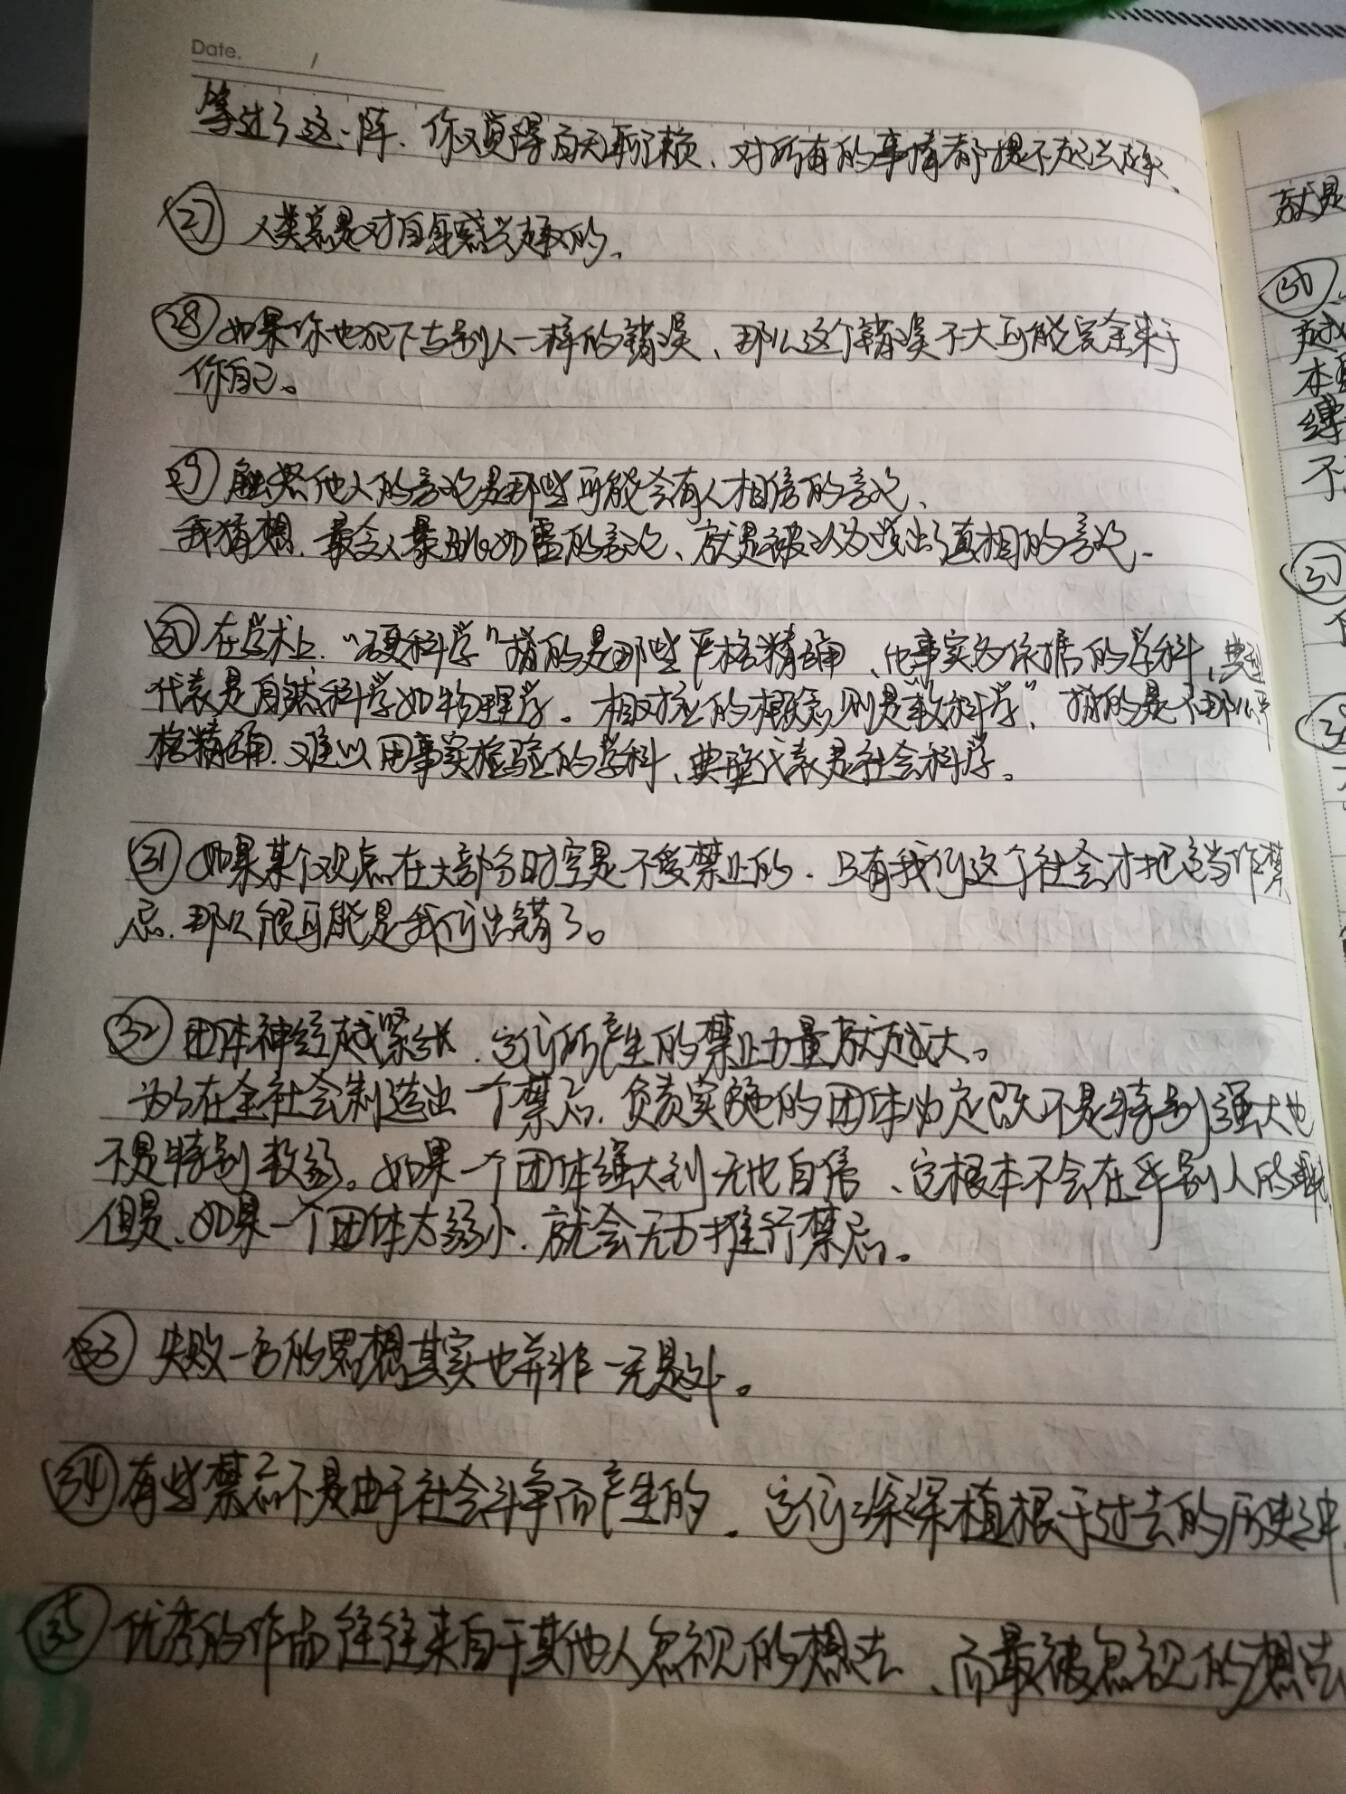 Date. /
等过了这一阵、你又觉得百无聊赖、对所有的事情都提不起兴趣、
㉗ 人类总是对自身感兴趣的。
㉘ 如果你也犯下与别人一样的错误、那么这个错误不大可能完全来于
你自己。
㉙ 触怒他人的言论是那些可能会有人相信的言论、
我猜想、最令人暴跳如雷的言论、就是被认为说出了真相的言论、
㉚ 在学术上、“硬科学”指的是那些严格精确、化事实为依据的学科、典型
代表是自然科学如物理学。相对应的概念则是“软科学”、指的是不那么严
格精确、难以用事实检验的学科、典型代表是社会科学。
㉛ 如果某个观点在大部分时空是不受禁止的、只有我们这个社会才把它当作禁
忌、那么很可能是我们出错了。
㉜ 团体神经越紧张、它们所产生的禁止力量就越大。
为了在全社会制造出一个禁忌、负责实施的团体必定既不是特别强大也
不是特别软弱。如果一个团体强大到无比自信、它根本不会在乎别人的
但是、如果一个团体太弱小、就会无力推行禁忌。
㉝ 失败一方的思想其实也并非一无是处。
㉞ 有些禁忌不是由于社会斗争而产生的、它们深深植根于过去的历史之中
㉟ 优秀的作品往往来自于其他人忽视的想法、而最被忽视的想法
就是
㊱
越
本
缚
不
㊲
㊳